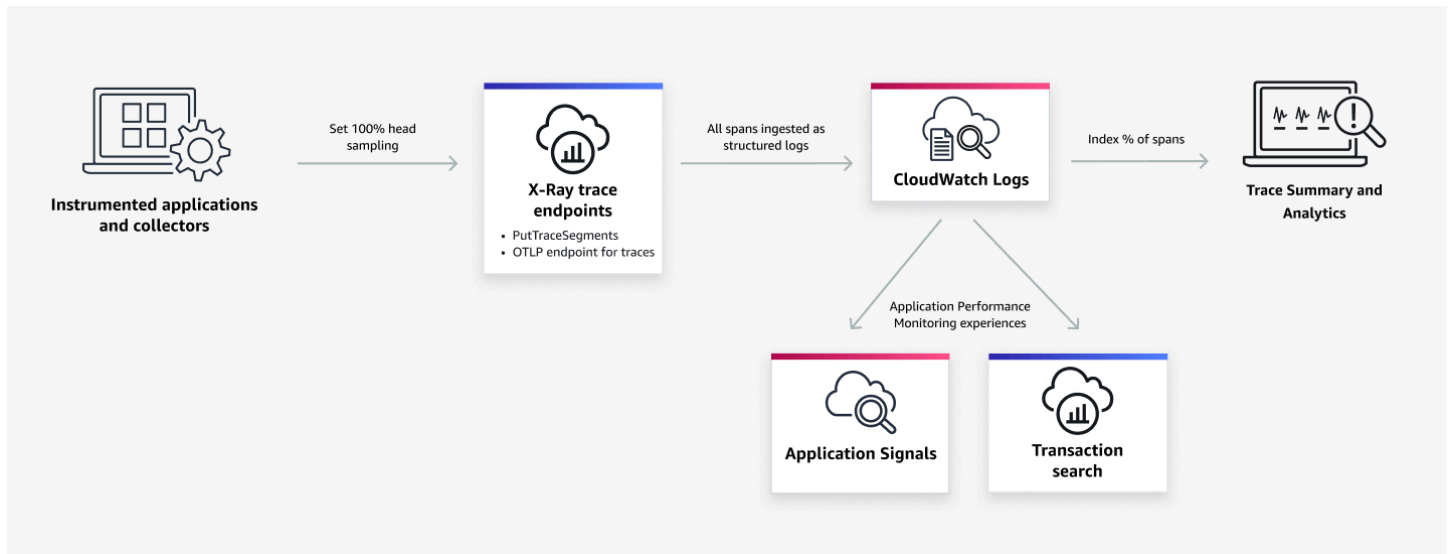 Set 100% head
sampling
All spans ingested as
structured logs
Index % of spans
Instrumented applications
and collectors
X-Ray trace
endpoints
• PutTraceSegments
• OTLP endpoint for traces
CloudWatch Logs
Trace Summary and
Analytics
Application Performance
Monitoring experiences
Application Signals
Transaction
search